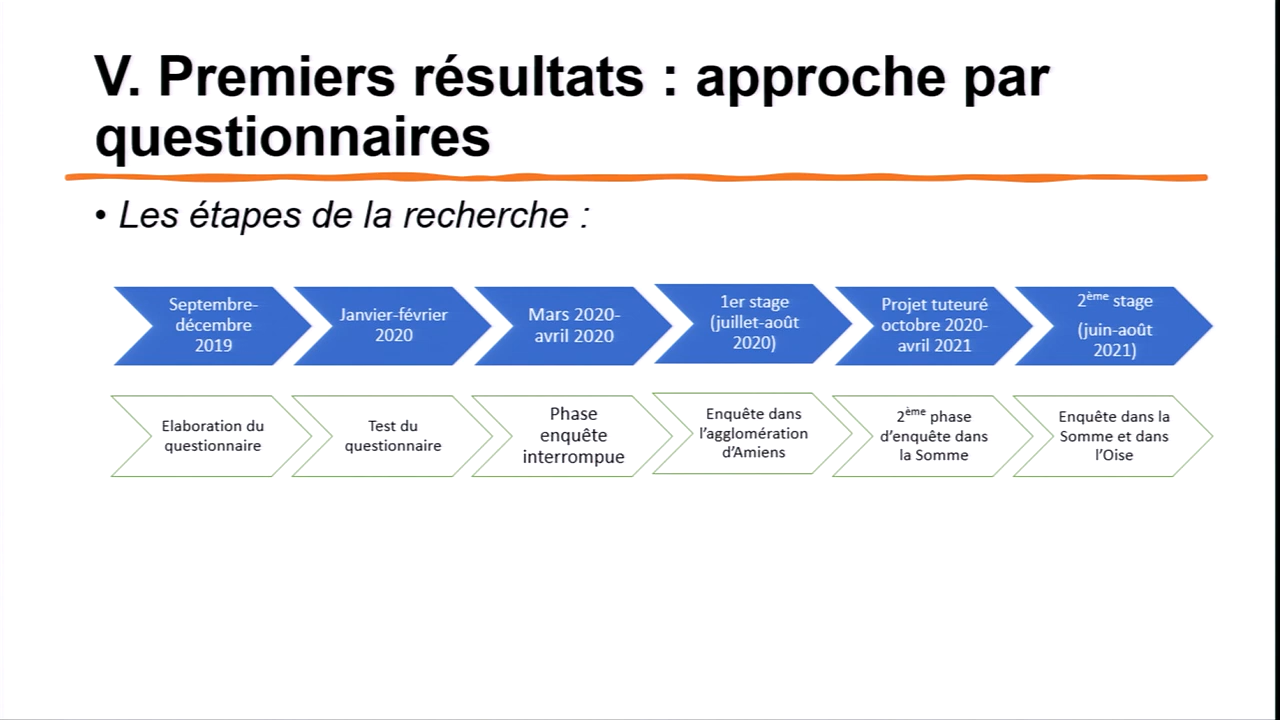 V. Premiers résultats : approche par
questionnaires
• Les étapes de la recherche :
Septembre-
décembre
2019
Janvier-février
2020
Mars 2020-
avril 2020
1er stage
(juillet-août
2020)
Projet tuteuré
octobre 2020-
avril 2021
2ème stage
(juin-août
2021)
Elaboration du
questionnaire
Test du
questionnaire
Phase
enquête
interrompue
Enquête dans
l’agglomération
d’Amiens
2ème phase
d’enquête dans
la Somme
Enquête dans la
Somme et dans
l’Oise